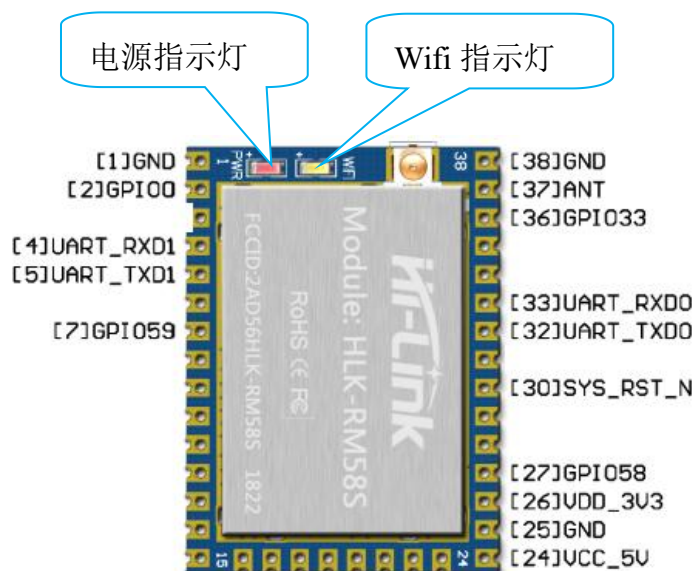 电源指示灯
Wifi 指示灯
[1]GND
[2]GPIO0
[4]UART_RXD1
[5]UART_TXD1
[7]GPIO59
1
PWR
+
+
WiFi
38
FCCID:2AD56HLK-RM58S 1822
RoHS CE FC
Module: HLK-RM58S
Hi-Link
15
24
[38]GND
[37]ANT
[36]GPIO33
[33]UART_RXD0
[32]UART_TXD0
[30]SYS_RST_N
[27]GPIO58
[26]VDD_3V3
[25]GND
[24]VCC_5V